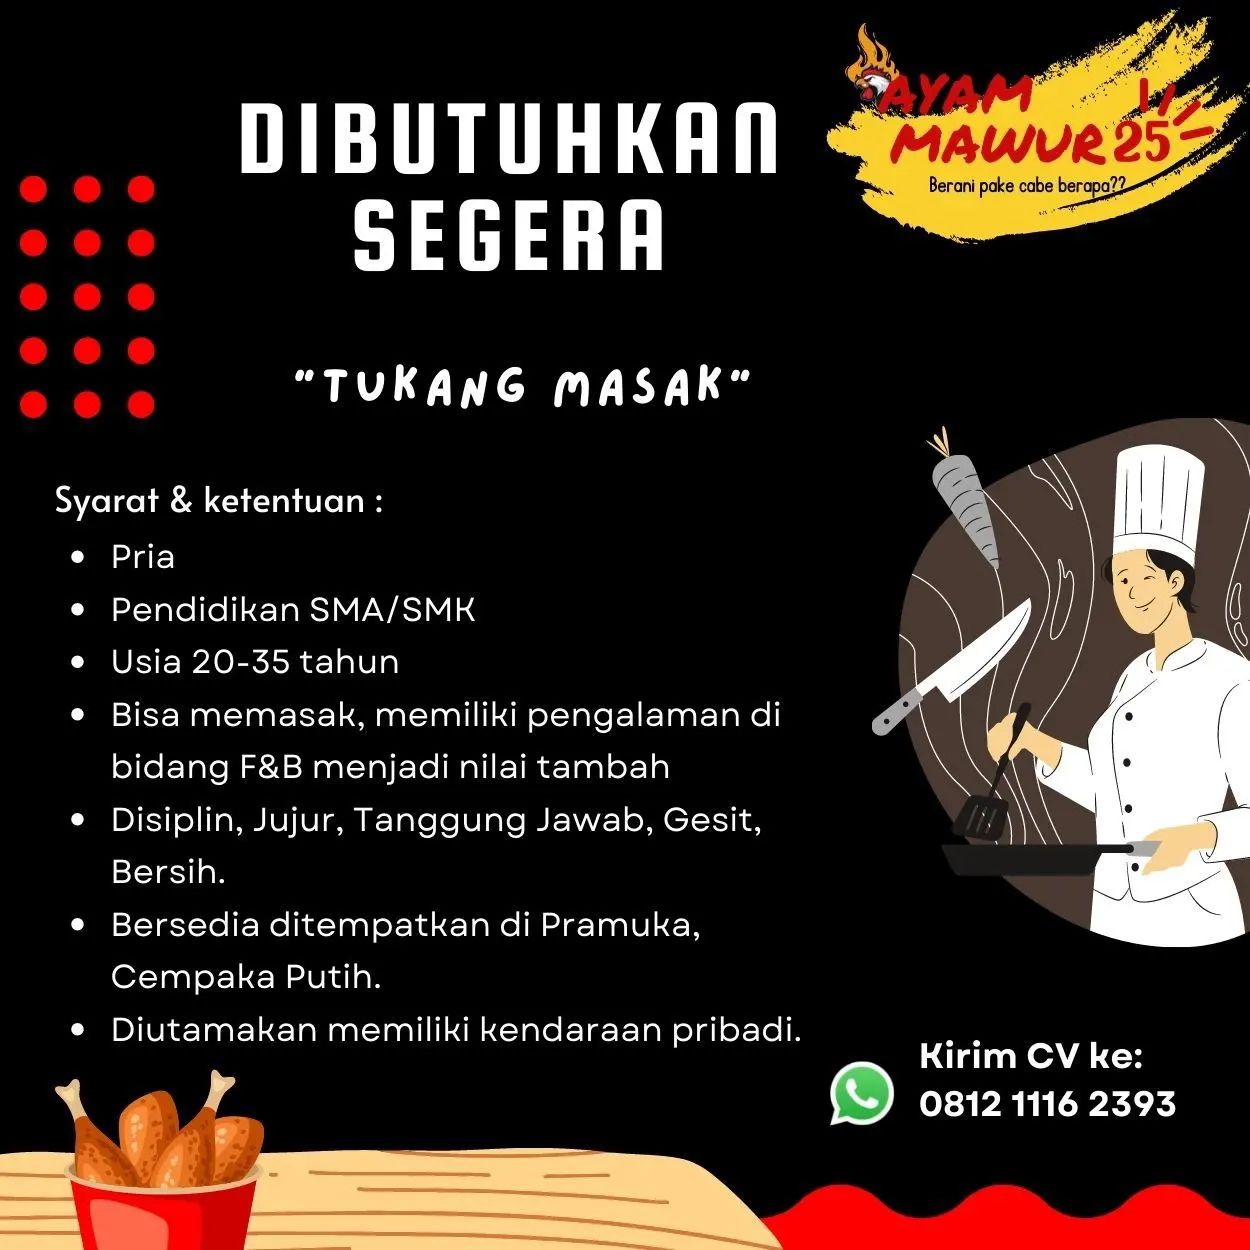 AYAM
MAWUR 25
Berani pake cabe berapa??
DIBUTUHKAN
SEGERA
"TUKANG MASAK"
Syarat & ketentuan :
• Pria
• Pendidikan SMA/SMK
• Usia 20-35 tahun
• Bisa memasak, memiliki pengalaman di
bidang F&B menjadi nilai tambah
• Disiplin, Jujur, Tanggung Jawab, Gesit,
Bersih.
• Bersedia ditempatkan di Pramuka,
Cempaka Putih.
• Diutamakan memiliki kendaraan pribadi.
Kirim CV ke:
0812 1116 2393